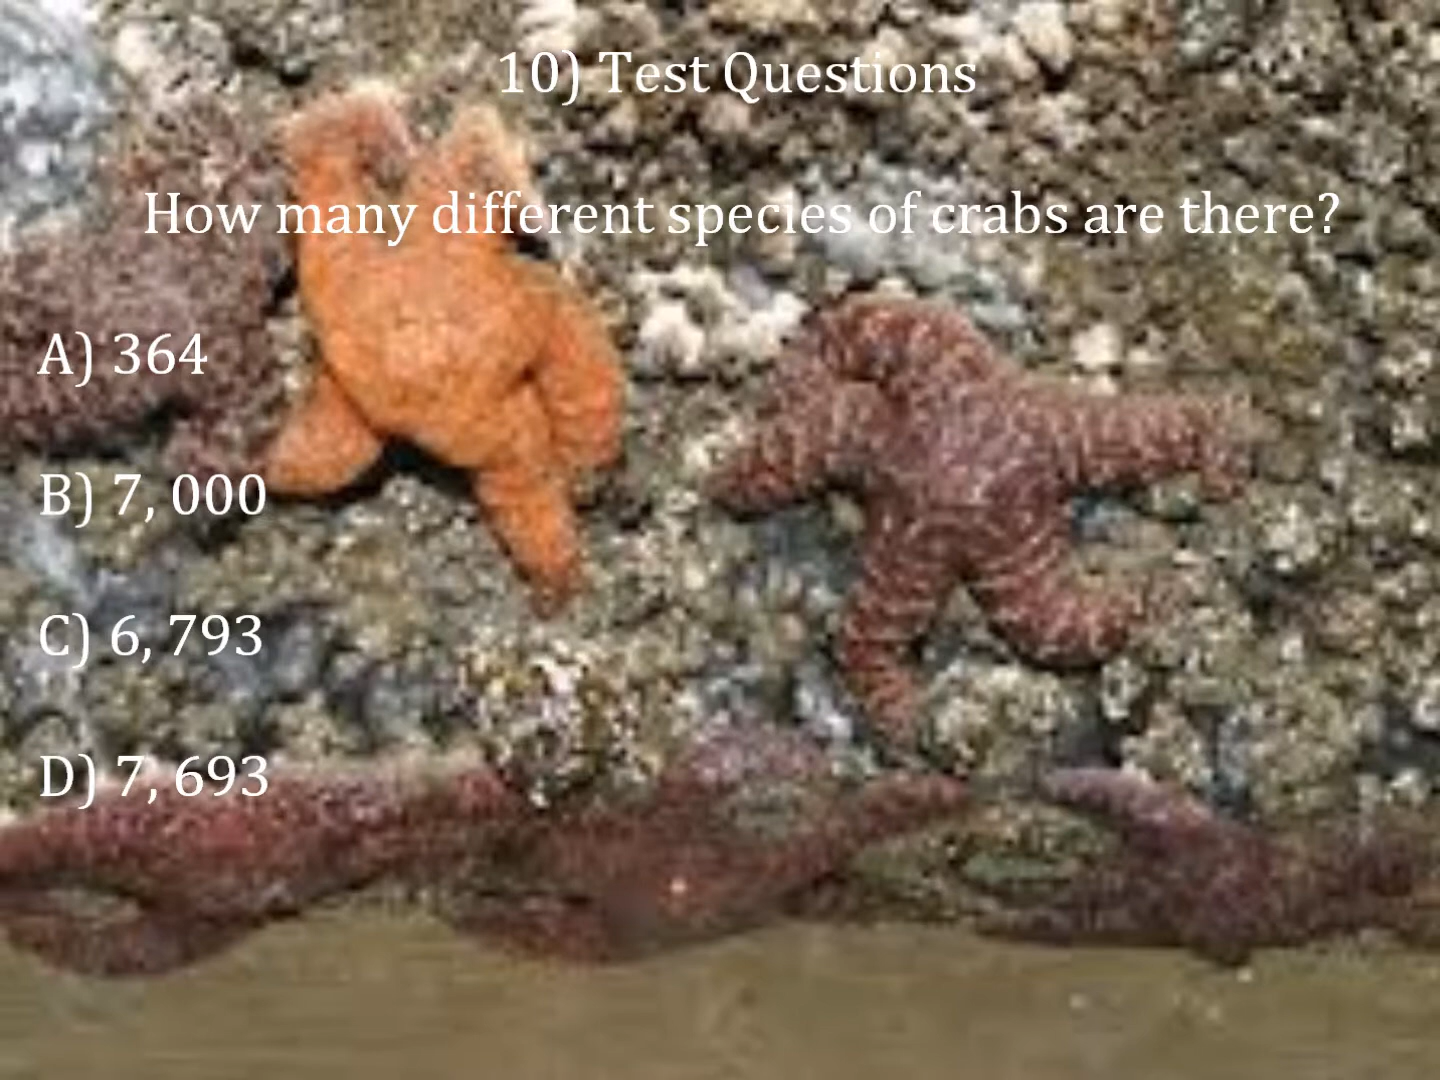 10) Test Questions
How many different species of crabs are there?
A) 364
B) 7, 000
C) 6, 793
D) 7, 693